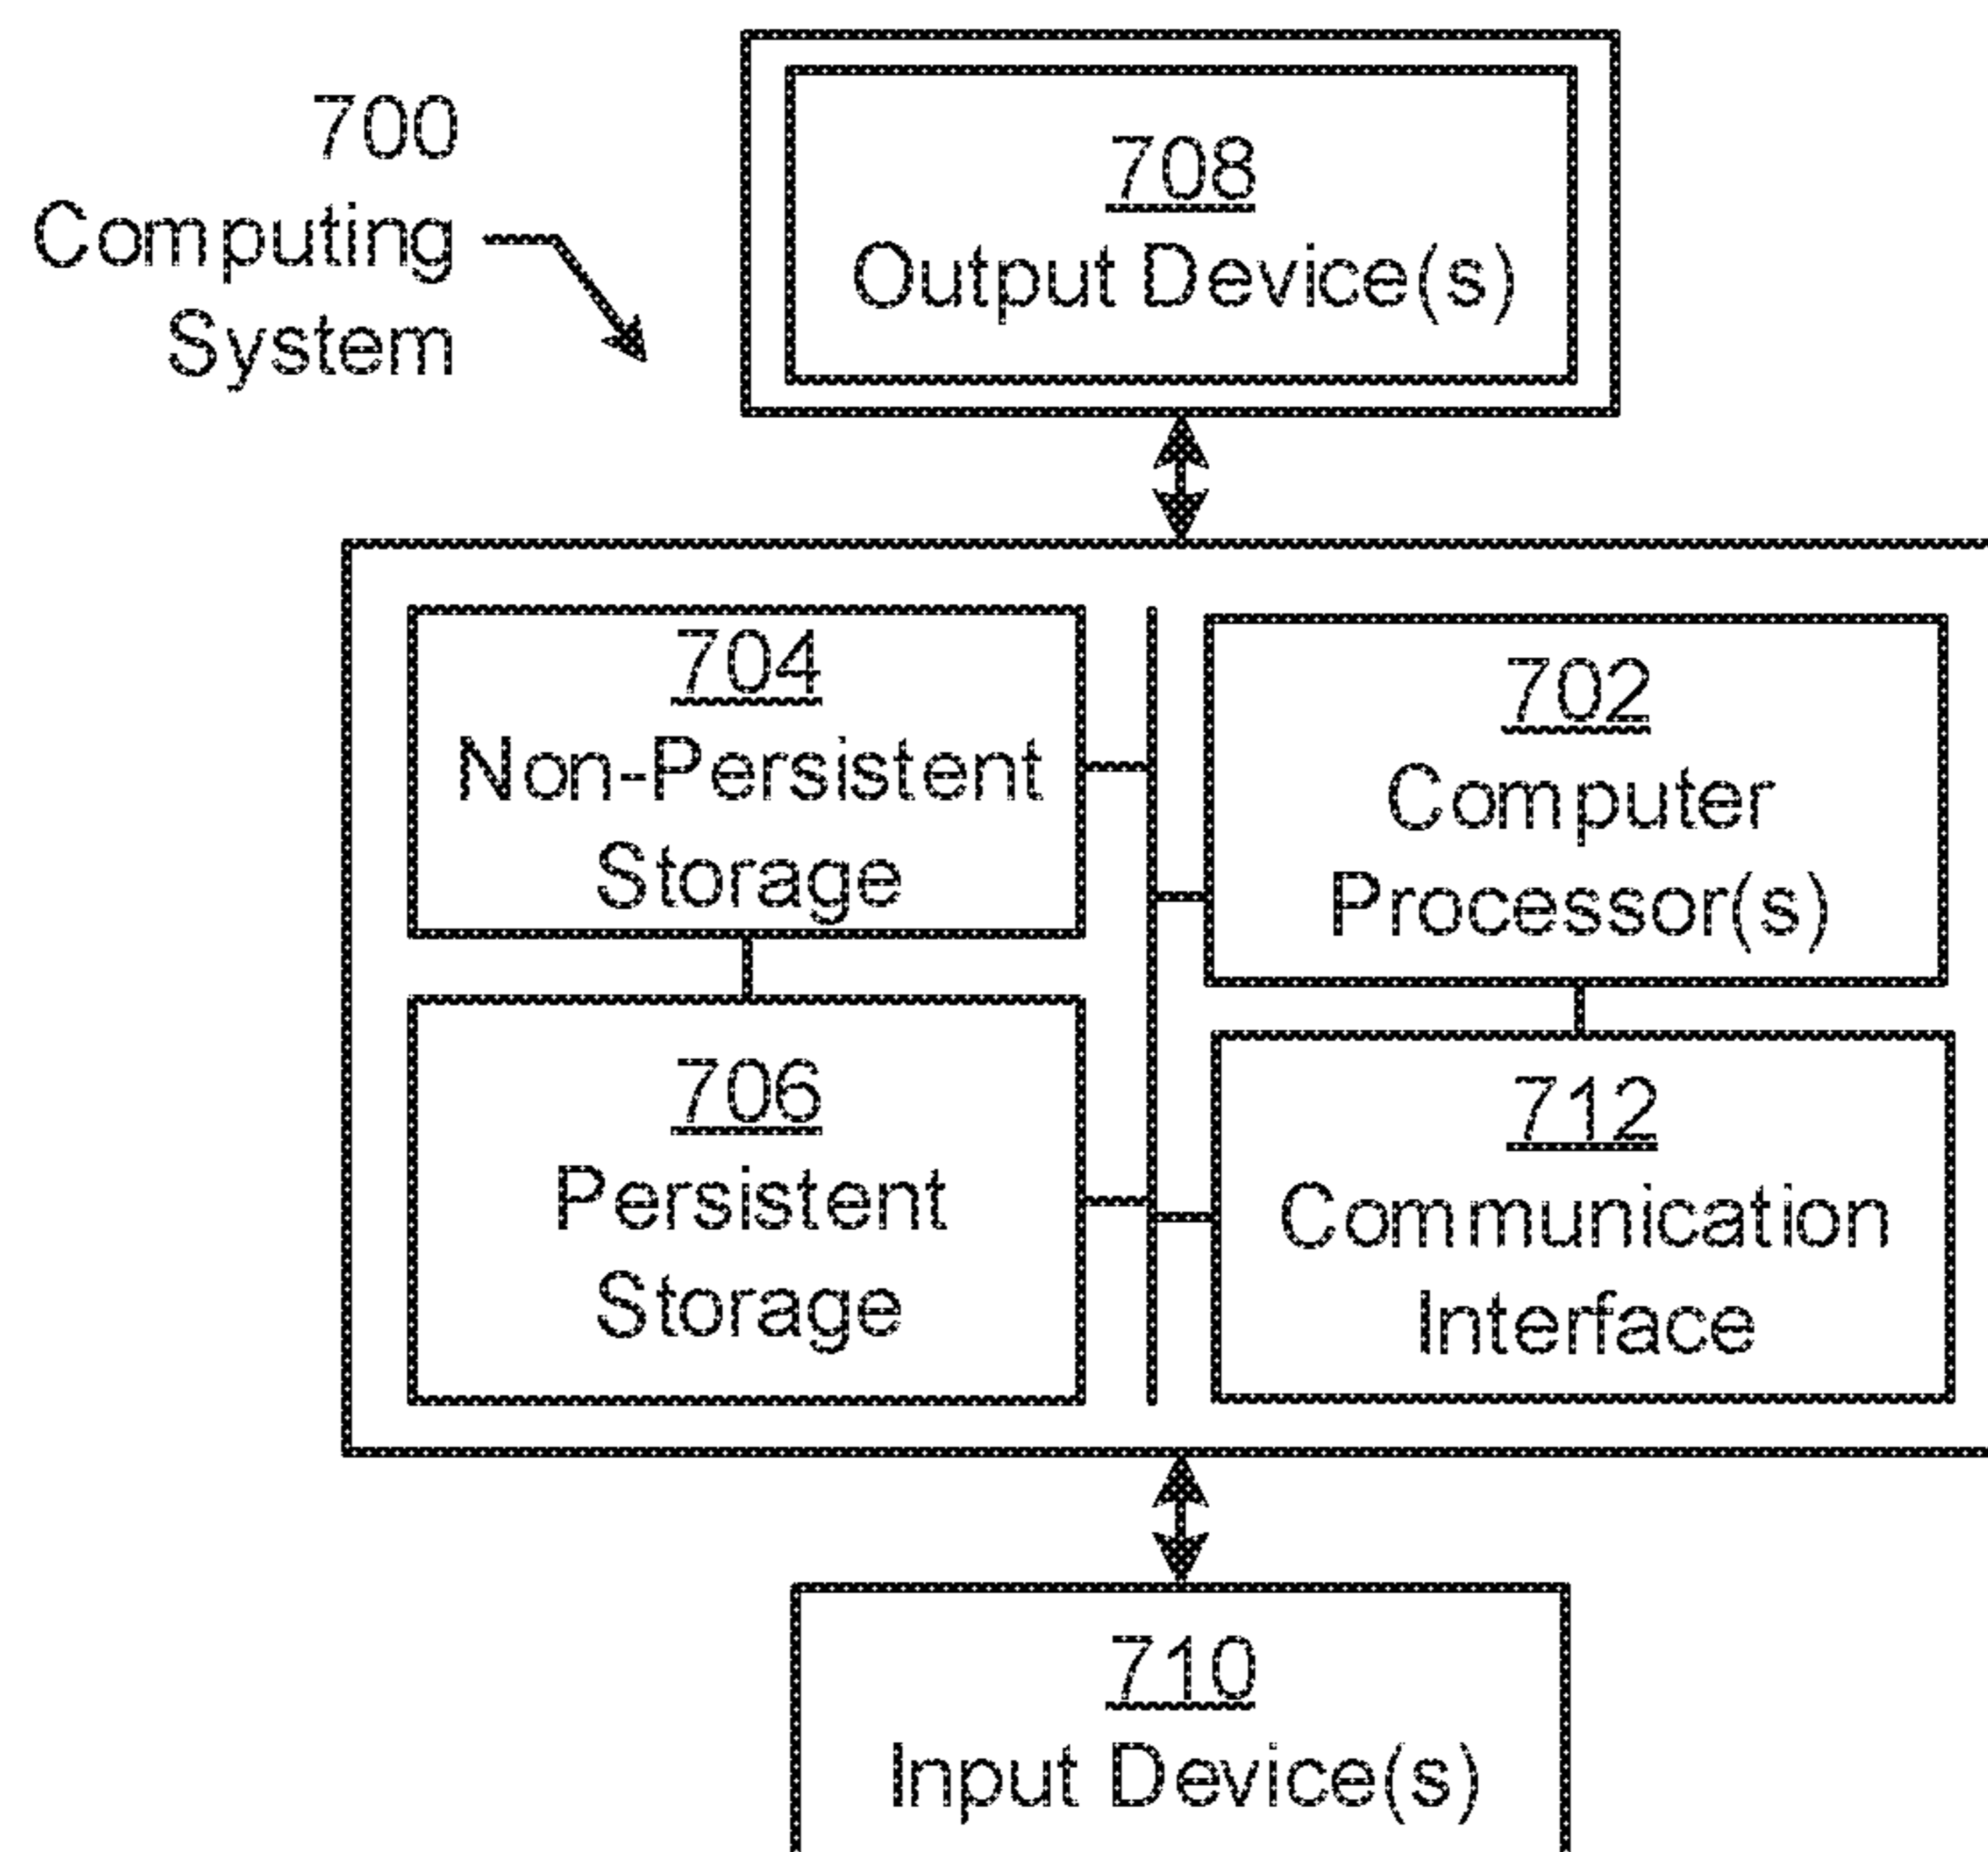 700
Computing
System
708
Output Device(s)
704
Non-Persistent
Storage
702
Computer
Processor(s)
706
Persistent
Storage
712
Communication
Interface
710
Input Device(s)